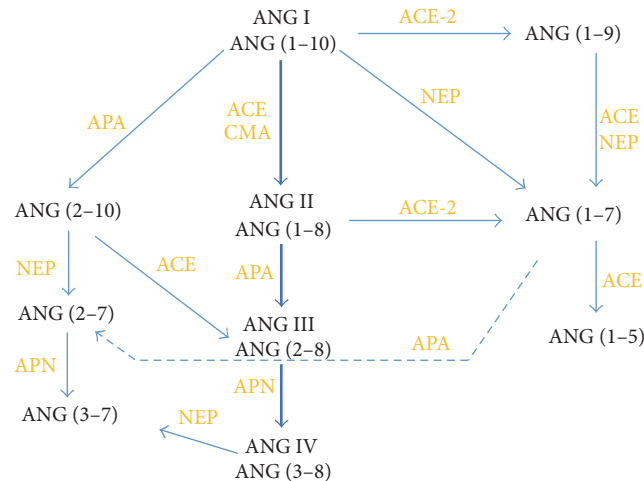 ANG I
ANG (1–10)
ACE-2
ANG (1–9)
APA
ACE
CMA
NEP
ACE
NEP
ANG (2–10)
ANG II
ANG (1–8)
ACE-2
ANG (1–7)
NEP
ACE
APA
ACE
ANG (2–7)
ANG III
ANG (2–8)
APA
ANG (1–5)
APN
APN
ANG (3–7)
NEP
ANG IV
ANG (3–8)